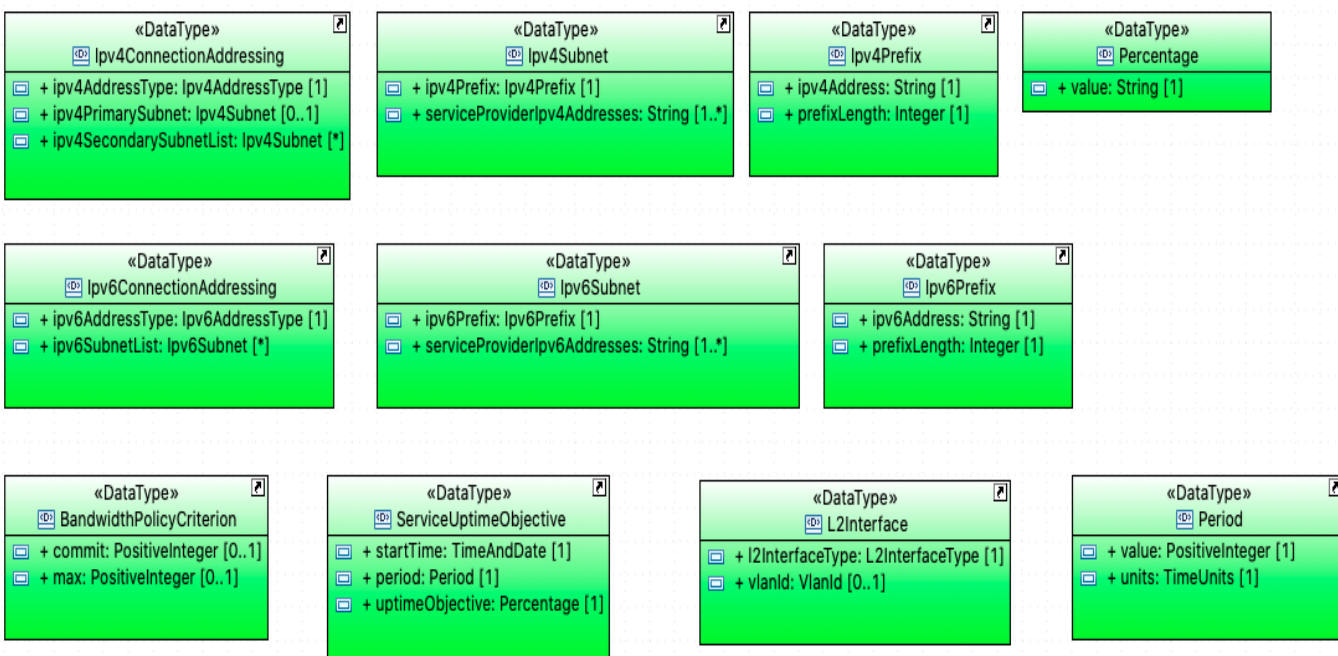 «DataType»
Ipv4ConnectionAddressing
+ ipv4AddressType: Ipv4AddressType [1]
+ ipv4PrimarySubnet: Ipv4Subnet [0..1]
+ ipv4SecondarySubnetList: Ipv4Subnet [*]
«DataType»
Ipv4Subnet
+ ipv4Prefix: Ipv4Prefix [1]
+ serviceProviderIpv4Addresses: String [1..*]
«DataType»
Ipv4Prefix
+ ipv4Address: String [1]
+ prefixLength: Integer [1]
«DataType»
Percentage
+ value: String [1]
«DataType»
Ipv6ConnectionAddressing
+ ipv6AddressType: Ipv6AddressType [1]
+ ipv6SubnetList: Ipv6Subnet [*]
«DataType»
Ipv6Subnet
+ ipv6Prefix: Ipv6Prefix [1]
+ serviceProviderIpv6Addresses: String [1..*]
«DataType»
Ipv6Prefix
+ ipv6Address: String [1]
+ prefixLength: Integer [1]
«DataType»
BandwidthPolicyCriterion
+ commit: PositiveInteger [0..1]
+ max: PositiveInteger [0..1]
«DataType»
ServiceUptimeObjective
+ startTime: TimeAndDate [1]
+ period: Period [1]
+ uptimeObjective: Percentage [1]
«DataType»
L2Interface
+ l2InterfaceType: L2InterfaceType [1]
+ vlanId: VlanId [0..1]
«DataType»
Period
+ value: PositiveInteger [1]
+ units: TimeUnits [1]